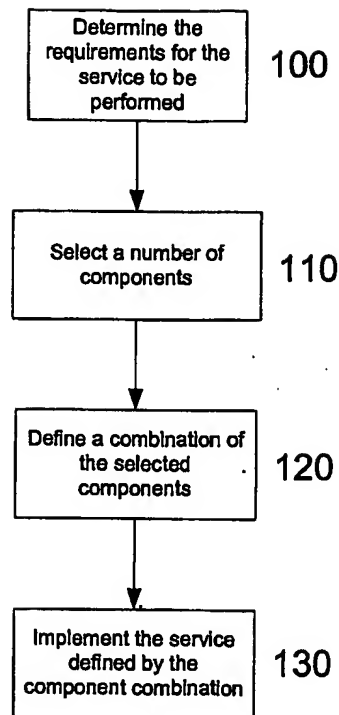 Determine the
requirements for the
service to be
performed
100
Select a number of
components
110
Define a combination of
the selected
components
120
Implement the service
defined by the
component combination
130